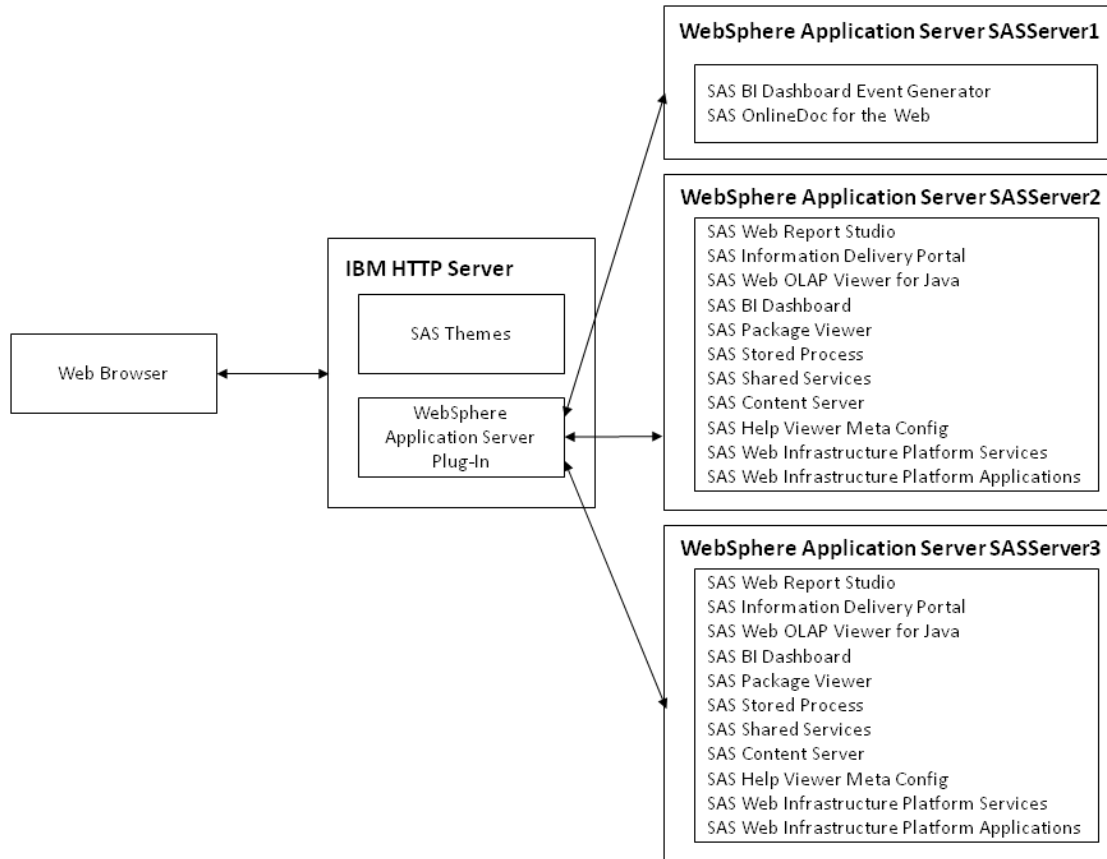 Web Browser
IBM HTTP Server
SAS Themes
WebSphere
Application Server
Plug-In
WebSphere Application Server SASServer1
SAS BI Dashboard Event Generator
SAS OnlineDoc for the Web
WebSphere Application Server SASServer2
SAS Web Report Studio
SAS Information Delivery Portal
SAS Web OLAP Viewer for Java
SAS BI Dashboard
SAS Package Viewer
SAS Stored Process
SAS Shared Services
SAS Content Server
SAS Help Viewer Meta Config
SAS Web Infrastructure Platform Services
SAS Web Infrastructure Platform Applications
WebSphere Application Server SASServer3
SAS Web Report Studio
SAS Information Delivery Portal
SAS Web OLAP Viewer for Java
SAS BI Dashboard
SAS Package Viewer
SAS Stored Process
SAS Shared Services
SAS Content Server
SAS Help Viewer Meta Config
SAS Web Infrastructure Platform Services
SAS Web Infrastructure Platform Applications